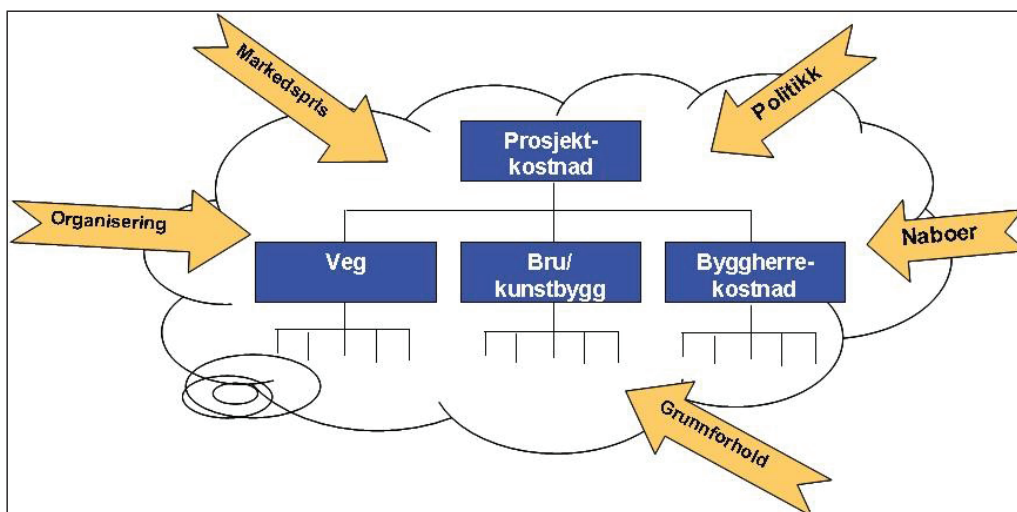 Markedspris
Politikk
Prosjekt-
kostnad
Organisering
Naboer
Veg
Bru/
kunstbygg
Byggherre-
kostnad
Grunnforhold